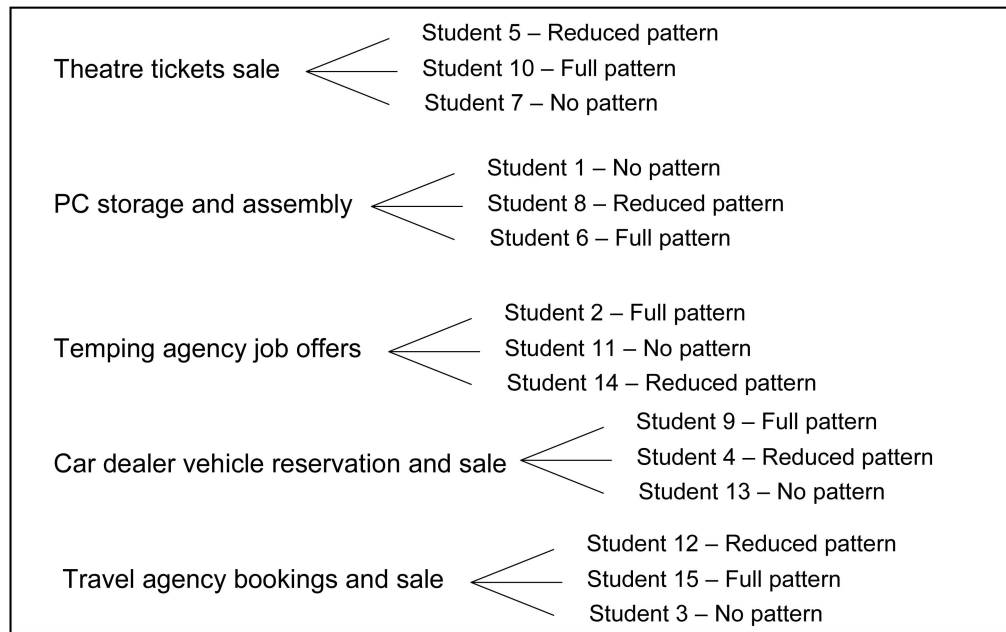 Theatre tickets sale
Student 5 – Reduced pattern
Student 10 – Full pattern
Student 7 – No pattern
PC storage and assembly
Student 1 – No pattern
Student 8 – Reduced pattern
Student 6 – Full pattern
Temping agency job offers
Student 2 – Full pattern
Student 11 – No pattern
Student 14 – Reduced pattern
Car dealer vehicle reservation and sale
Student 9 – Full pattern
Student 4 – Reduced pattern
Student 13 – No pattern
Travel agency bookings and sale
Student 12 – Reduced pattern
Student 15 – Full pattern
Student 3 – No pattern